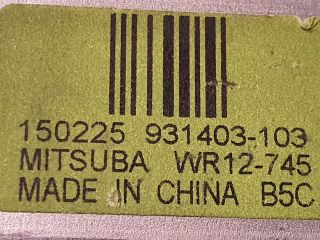 150225 931403-103
MITSUBA WR12-745
MADE IN CHINA B5C